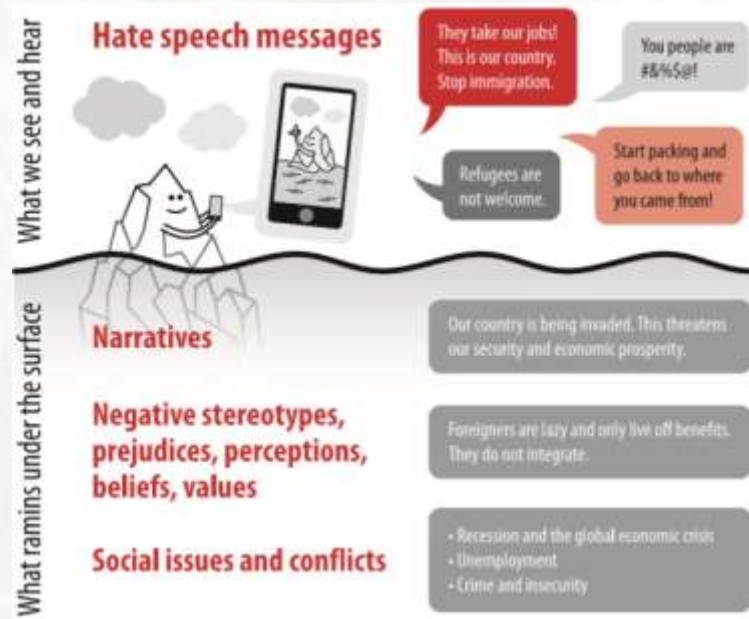 What we see and hear
Hate speech messages
They take our jobs!
This is our country.
Stop immigration.
You people are
#&%$@!
Refugees are
not welcome.
Start packing and
go back to where
you came from!
What ramins under the surface
Narratives
Our country is being invaded. This threatens
our security and economic prosperity.
Negative stereotypes,
prejudices, perceptions,
beliefs, values
Foreigners are lazy and only live off benefits.
They do not integrate.
Social issues and conflicts
• Recession and the global economic crisis
• Unemployment
• Crime and insecurity